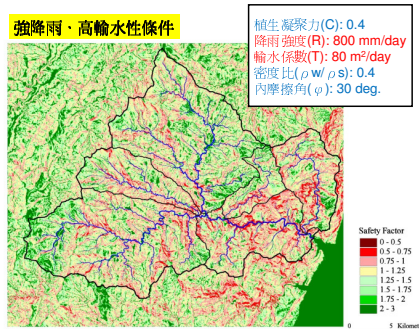 強降雨、高輸水性條件
植生凝聚力(C): 0.4
降雨強度(R): 800 mm/day
輸水係數(T): 80 m²/day
密度比(ρw/ρs): 0.4
內摩擦角(φ): 30 deg.
Safety Factor
0 - 0.5
0.5 - 0.75
0.75 - 1
1 - 1.25
1.25 - 1.5
1.5 - 1.75
1.75 - 2
2 - 3
0 5 Kilomet